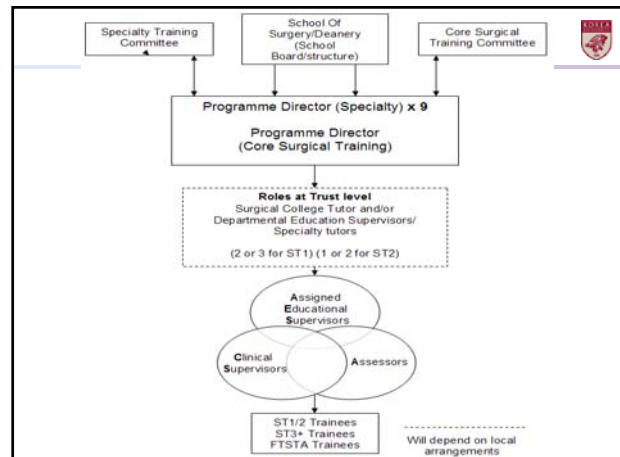 Specialty Training
Committee
School Of
Surgery/Deanery
(School
Board/structure)
Core Surgical
Training Committee
KOREA
Programme Director (Specialty) x 9
Programme Director
(Core Surgical Training)
Roles at Trust level
Surgical College Tutor and/or
Departmental Education Supervisors/
Specialty tutors
(2 or 3 for ST1) (1 or 2 for ST2)
Assigned
Educational
Supervisors
Clinical
Supervisors
Assessors
ST1/2 Trainees
ST3+ Trainees
FTSTA Trainees
Will depend on local
arrangements